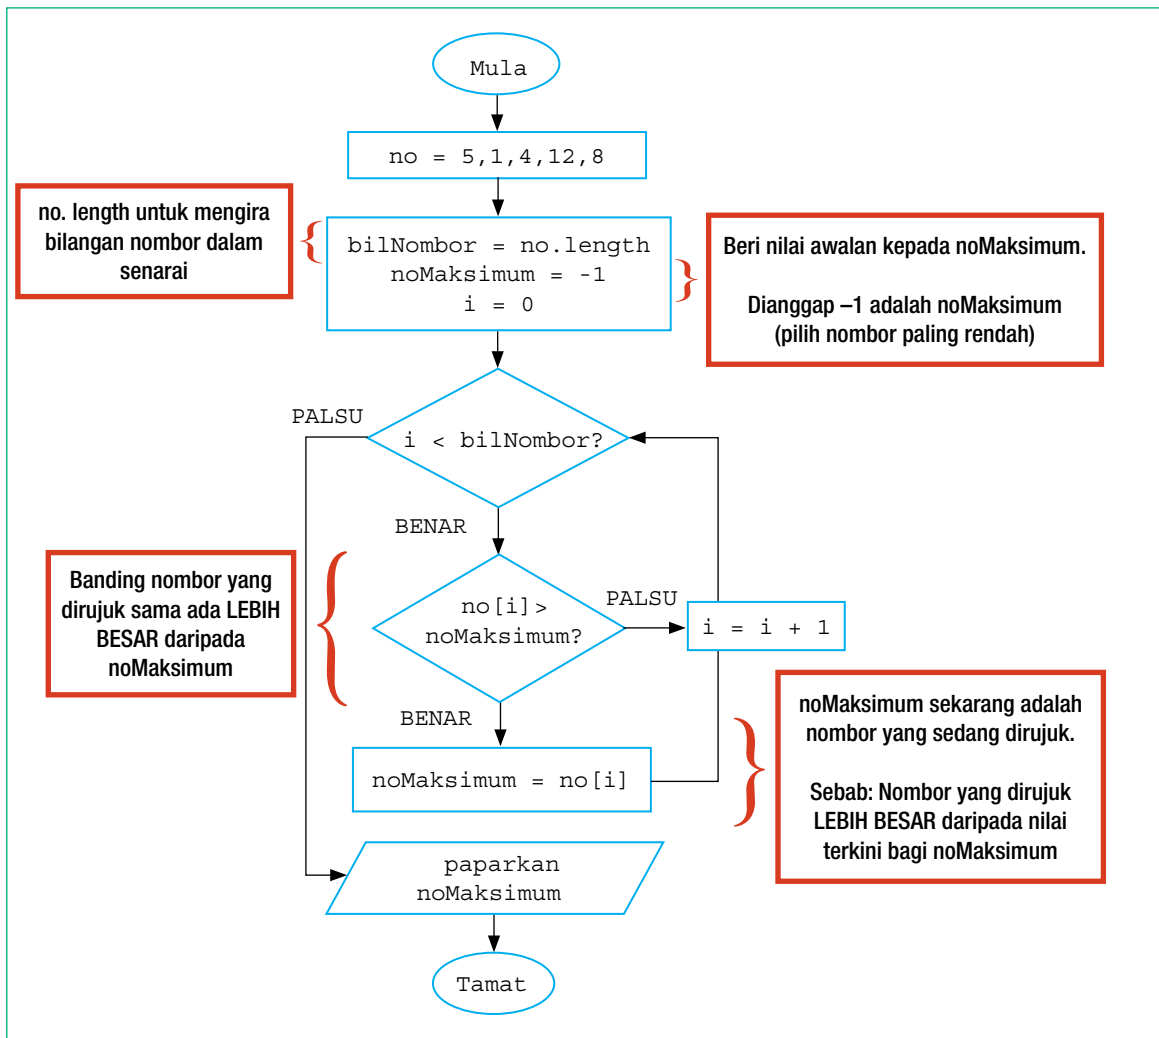 Mula
no = 5,1,4,12,8
no. length untuk mengira
bilangan nombor dalam
senarai
bilNombor = no.length
noMaksimum = -1
i = 0
Beri nilai awalan kepada noMaksimum.
Dianggap –1 adalah noMaksimum
(pilih nombor paling rendah)
PALSU
i < bilNombor?
BENAR
Banding nombor yang
dirujuk sama ada LEBIH
BESAR daripada
noMaksimum
no[i]>
noMaksimum?
PALSU
i = i + 1
BENAR
noMaksimum = no[i]
noMaksimum sekarang adalah
nombor yang sedang dirujuk.
Sebab: Nombor yang dirujuk
LEBIH BESAR daripada nilai
terkini bagi noMaksimum
paparkan
noMaksimum
Tamat